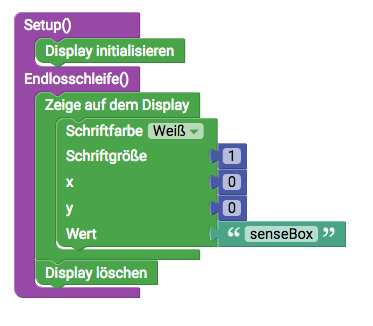 Setup()
Display initialisieren
Endlosschleife()
Zeige auf dem Display
Schriftfarbe Weiß
Schriftgröße 1
x 0
y 0
Wert “ senseBox ”
Display löschen